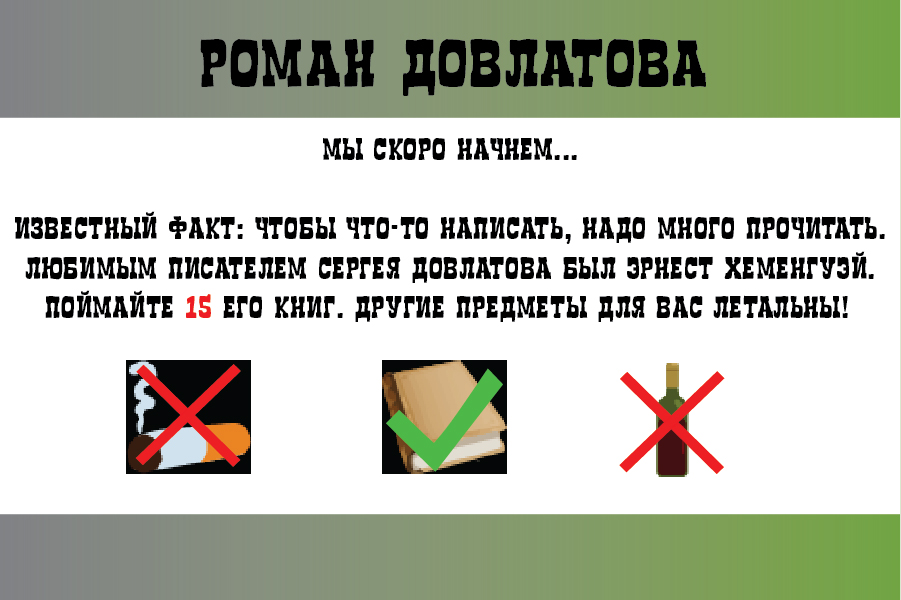 РОМАН ДОВЛАТОВА
МЫ СКОРО НАЧНЕМ...
ИЗВЕСТНЫЙ ФАКТ: ЧТОБЫ ЧТО-ТО НАПИСАТЬ, НАДО МНОГО ПРОЧИТАТЬ.
ЛЮБИМЫМ ПИСАТЕЛЕМ СЕРГЕЯ ДОВЛАТОВА БЫЛ ЭРНЕСТ ХЕМЕНГУЭЙ.
ПОЙМАЙТЕ 15 ЕГО КНИГ. ДРУГИЕ ПРЕДМЕТЫ ДЛЯ ВАС ЛЕТАЛЬНЫ!